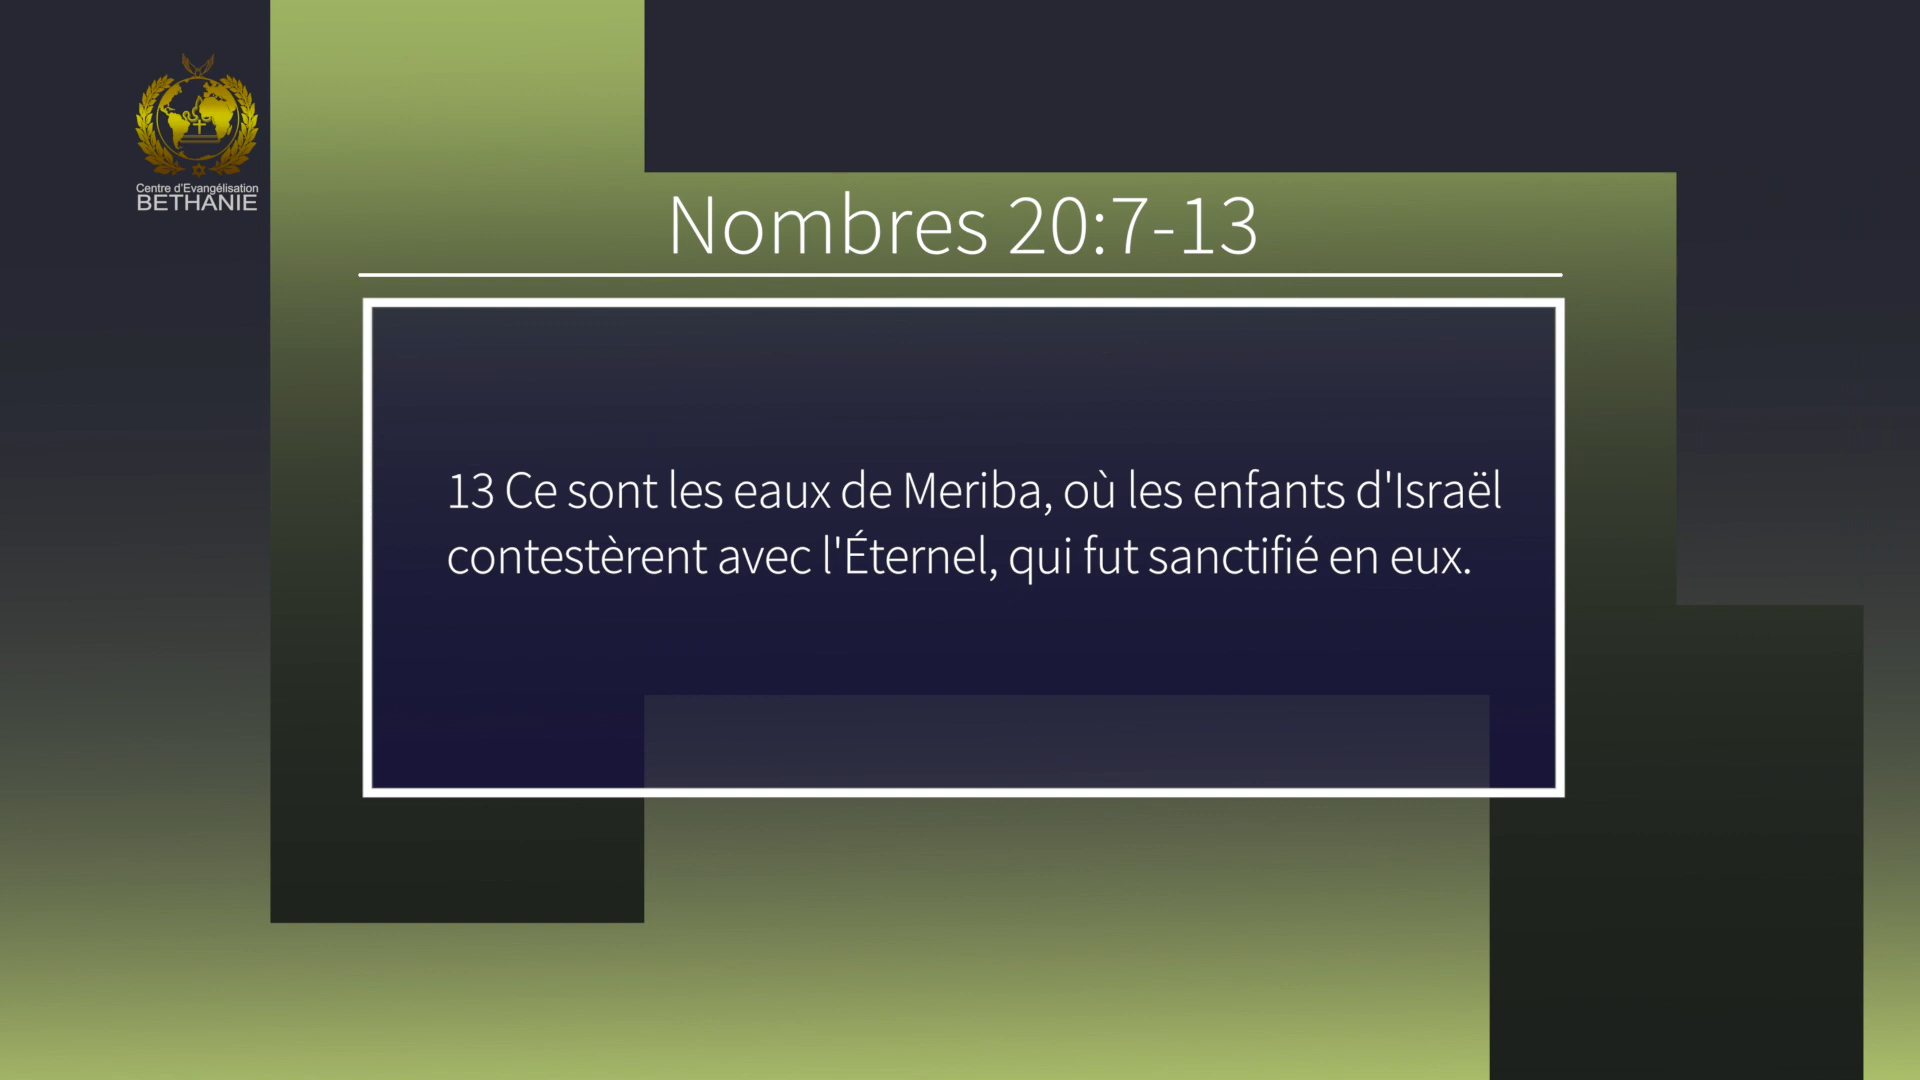 Centre d'Evangélisation
BETHANIE
Nombres 20:7-13
13 Ce sont les eaux de Meriba, où les enfants d'Israël
contestèrent avec l'Éternel, qui fut sanctifié en eux.